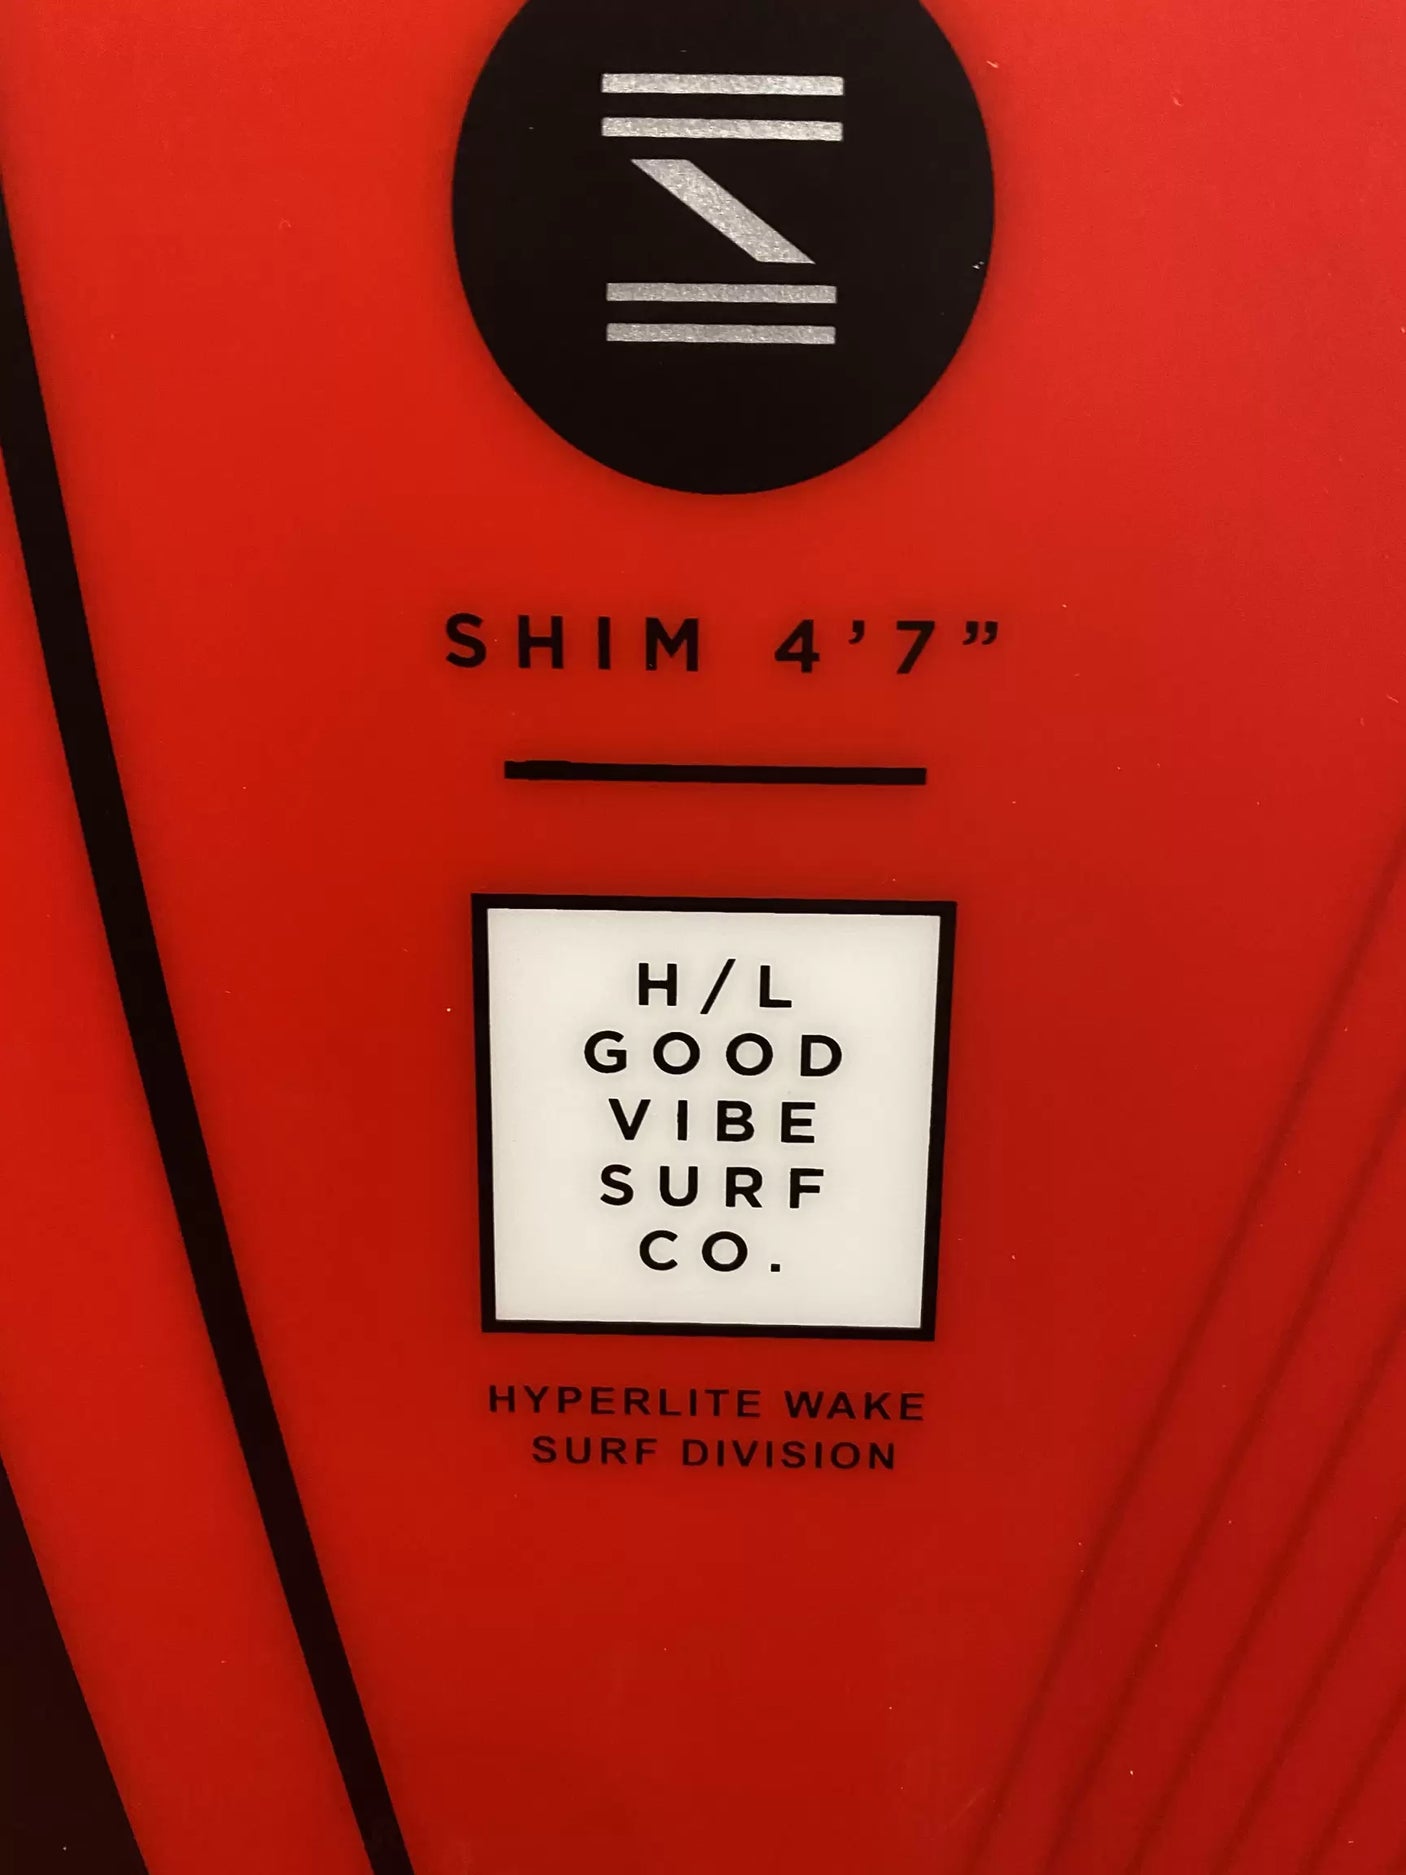 SHIM 4’7”
H/L
GOOD
VIBE
SURF
CO.
HYPERLITE WAKE
SURF DIVISION